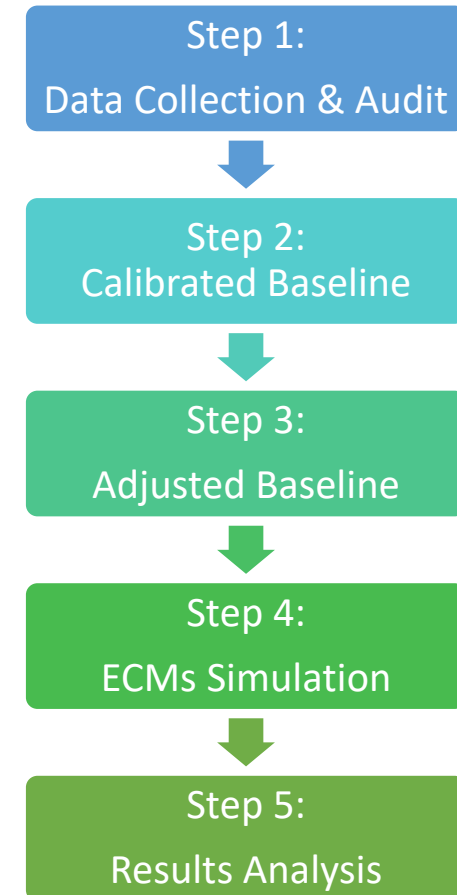 Step 1:
Data Collection & Audit
Step 2:
Calibrated Baseline
Step 3:
Adjusted Baseline
Step 4:
ECMs Simulation
Step 5:
Results Analysis